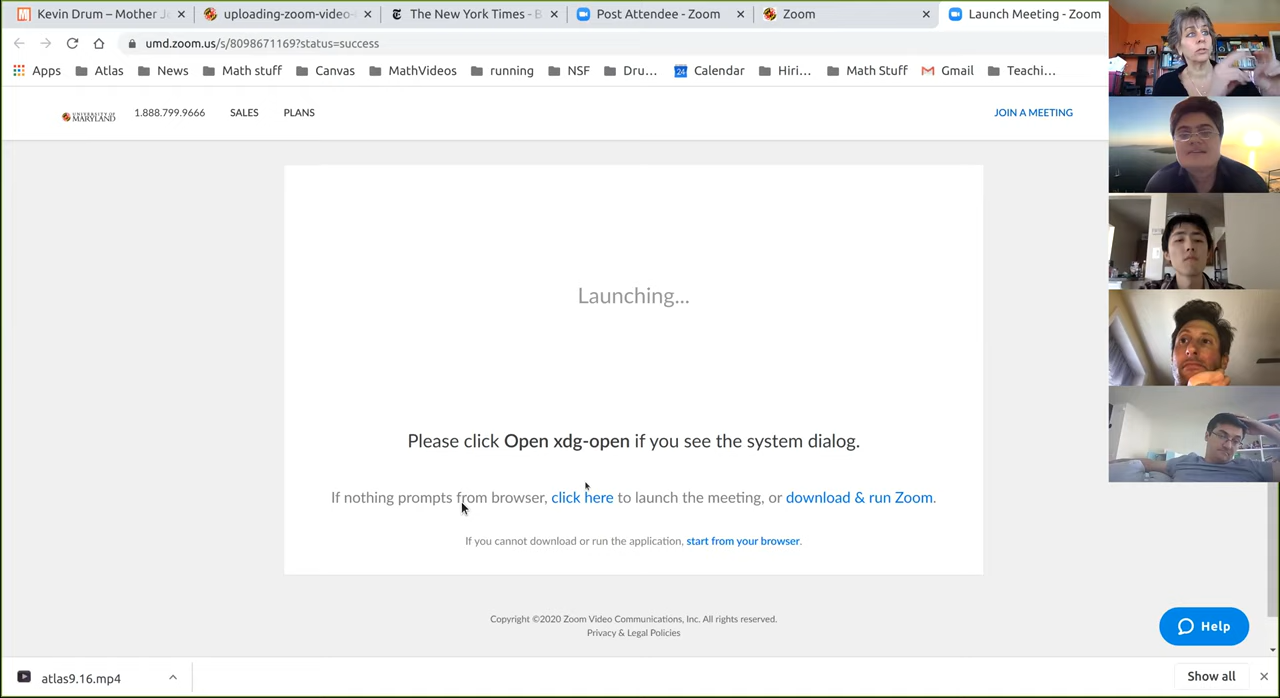 Kevin Drum – Mother J
uploading-zoom-video-
The New York Times - B
Post Attendee - Zoom
Zoom
Launch Meeting - Zoom
umd.zoom.us/s/8098671169?status=success
Apps
Atlas
News
Math stuff
Canvas
MathVideos
running
NSF
Dru...
24
Calendar
Hiri...
Math Stuff
Gmail
Teachi...
UNIVERSITY OF
MARYLAND
1.888.799.9666
SALES
PLANS
JOIN A MEETING
Launching...
Please click Open xdg-open if you see the system dialog.
If nothing prompts from browser, click here to launch the meeting, or download & run Zoom.
If you cannot download or run the application, start from your browser.
Copyright ©2020 Zoom Video Communications, Inc. All rights reserved.
Privacy & Legal Policies
Help
atlas9.16.mp4
Show all